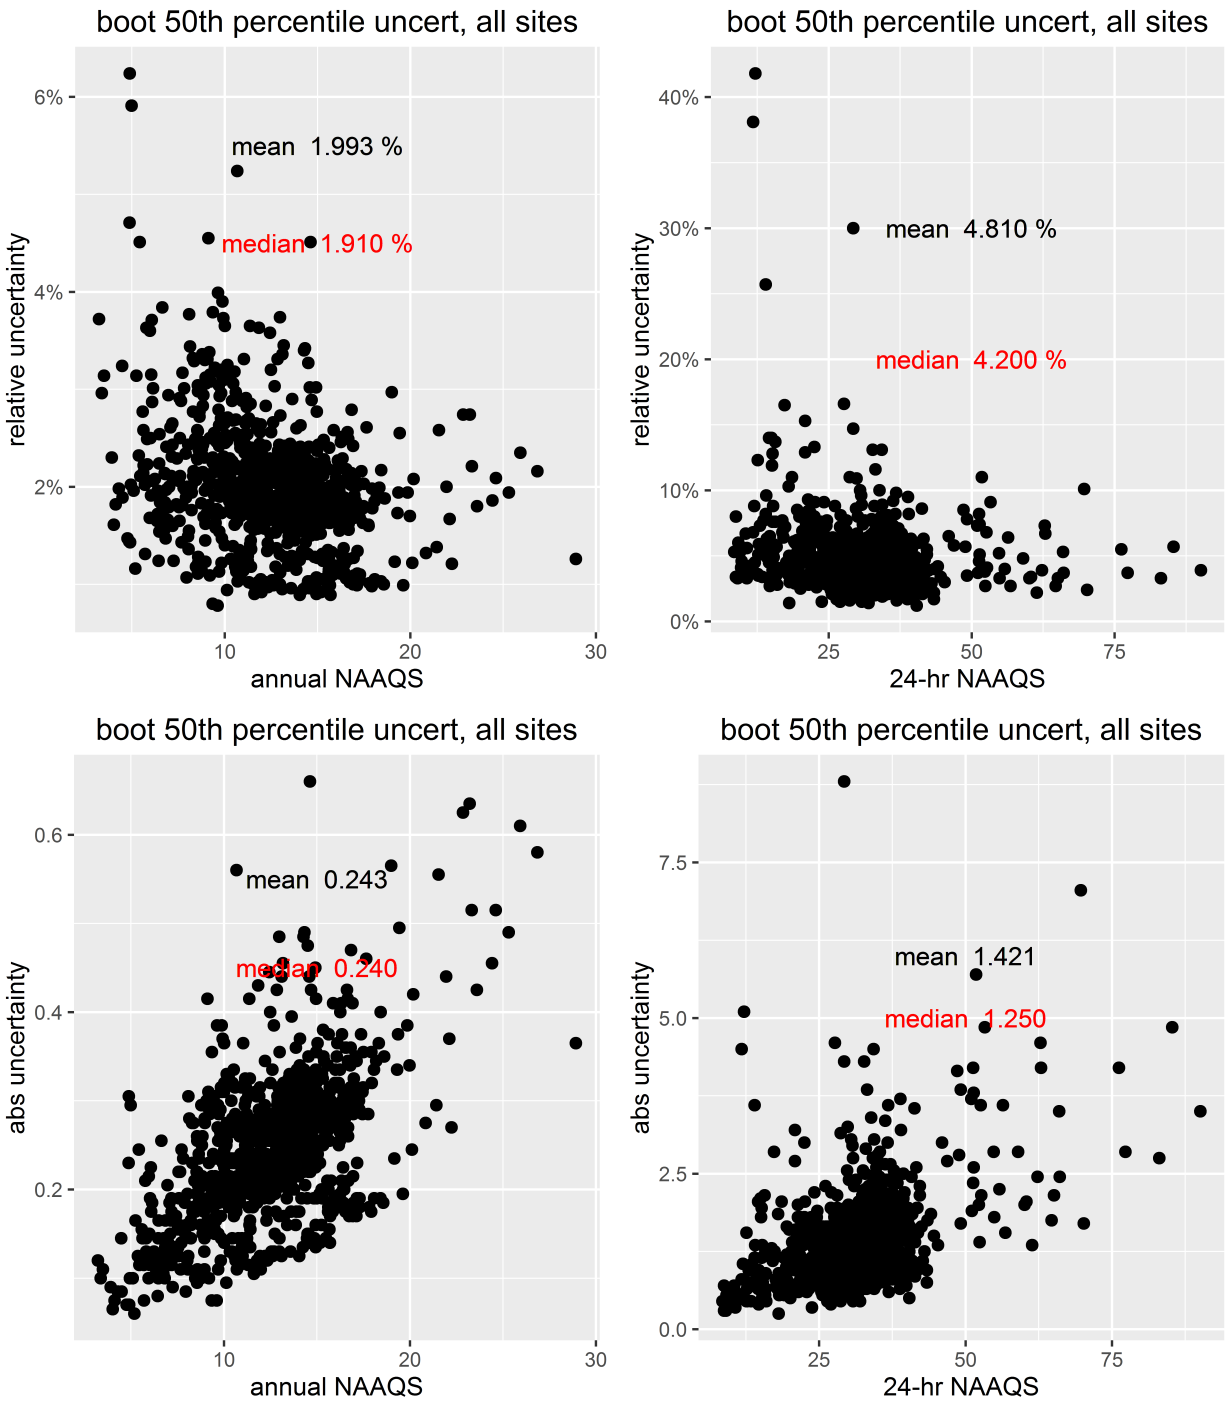 boot 50th percentile uncert, all sites
6%
4%
2%
relative uncertainty
mean 1.993 %
median 1.910 %
10
20
30
annual NAAQS
boot 50th percentile uncert, all sites
40%
30%
20%
10%
0%
relative uncertainty
mean 4.810 %
median 4.200 %
25
50
75
24-hr NAAQS
boot 50th percentile uncert, all sites
0.6
0.4
0.2
abs uncertainty
mean 0.243
median 0.240
10
20
30
annual NAAQS
boot 50th percentile uncert, all sites
7.5
5.0
2.5
0.0
abs uncertainty
mean 1.421
median 1.250
25
50
75
24-hr NAAQS